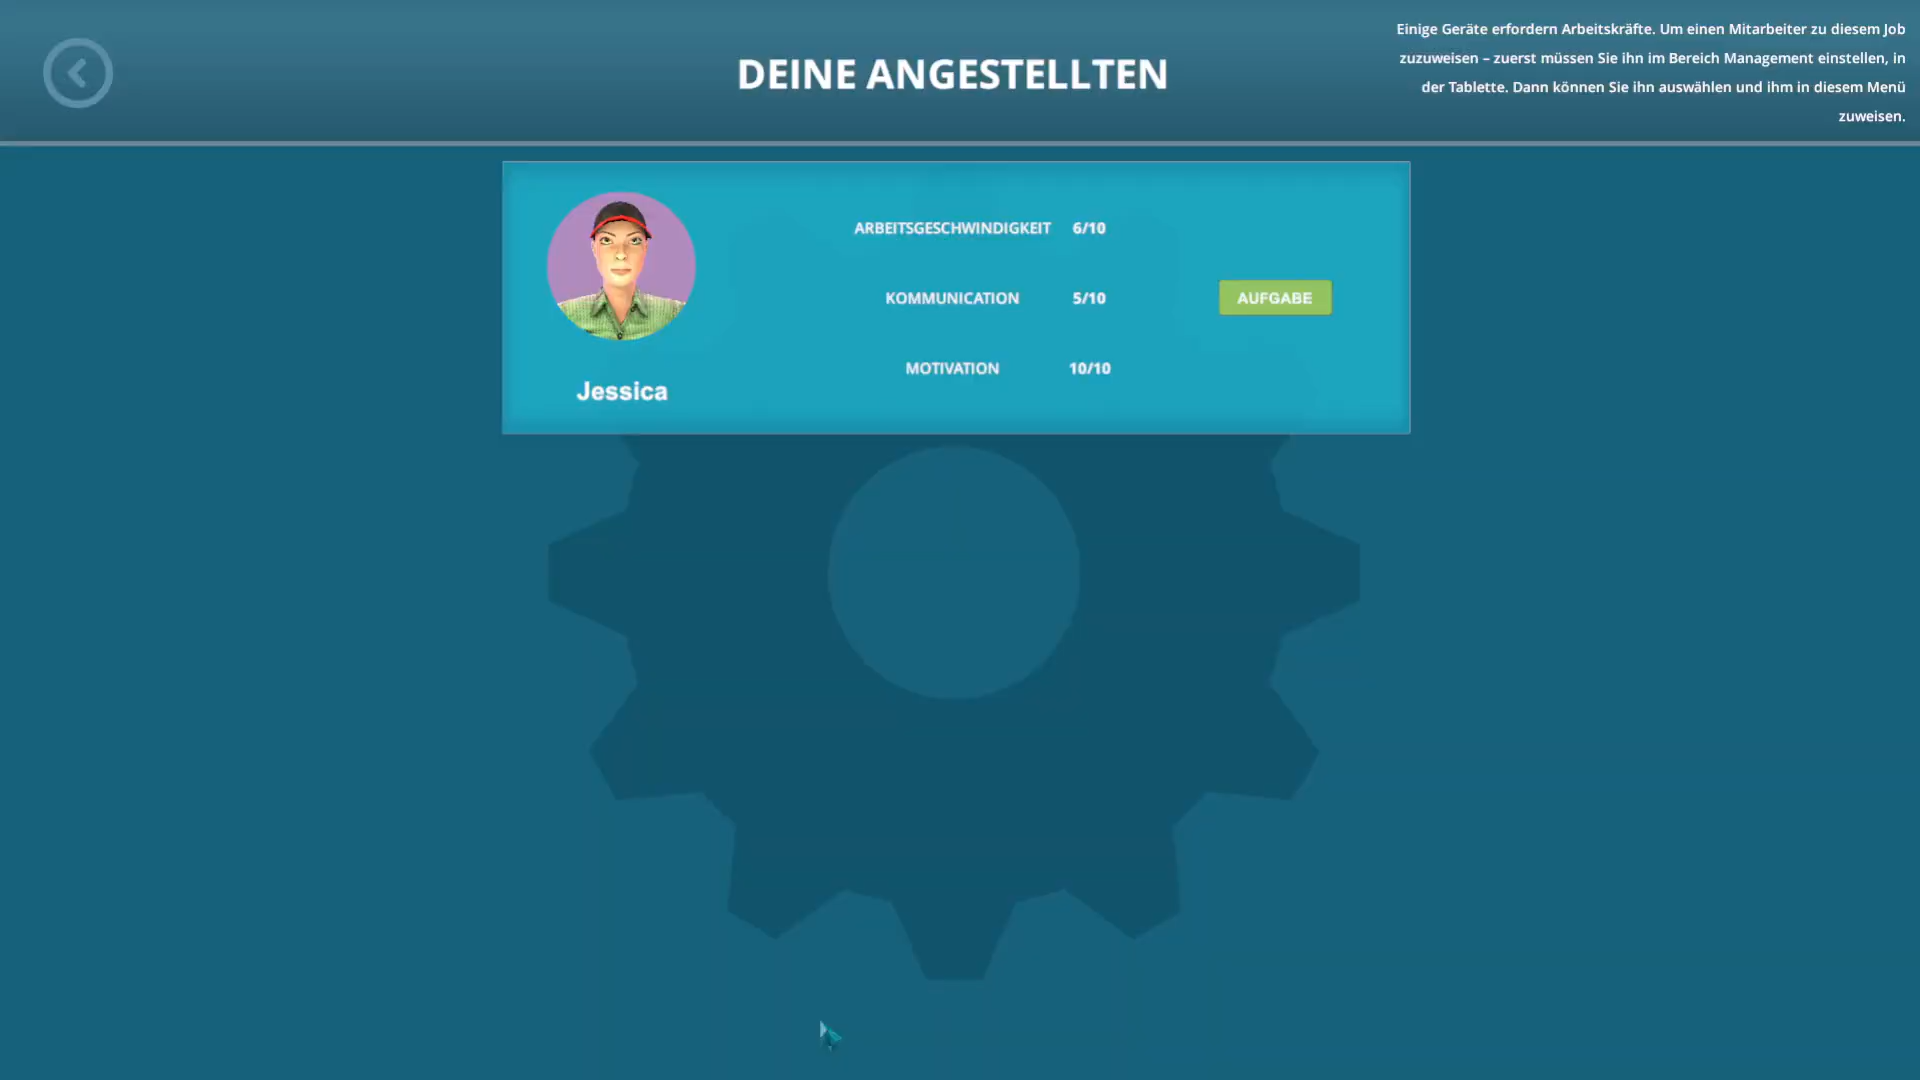 DEINE ANGESTELLTEN
Einige Geräte erfordern Arbeitskräfte. Um einen Mitarbeiter zu diesem Job
zuzuweisen – zuerst müssen Sie ihn im Bereich Management einstellen, in
der Tablette. Dann können Sie ihn auswählen und ihm in diesem Menü
zuweisen.
ARBEITSGESCHWINDIGKEIT 6/10
KOMMUNICATION 5/10
AUFGABE
MOTIVATION 10/10
Jessica